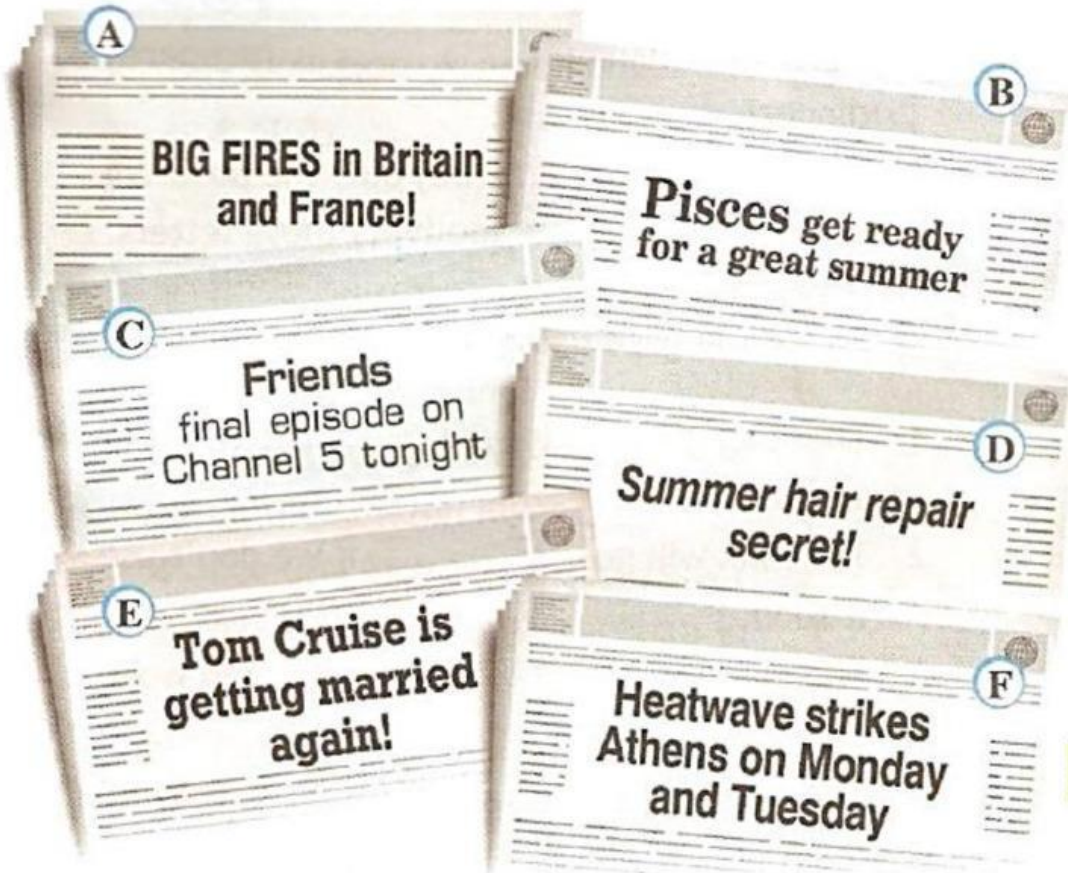 A
BIG FIRES in Britain
and France!
B
Pisces get ready
for a great summer
C
Friends
final episode on
Channel 5 tonight
D
Summer hair repair
secret!
E
Tom Cruise is
getting married
again!
F
Heatwave strikes
Athens on Monday
and Tuesday